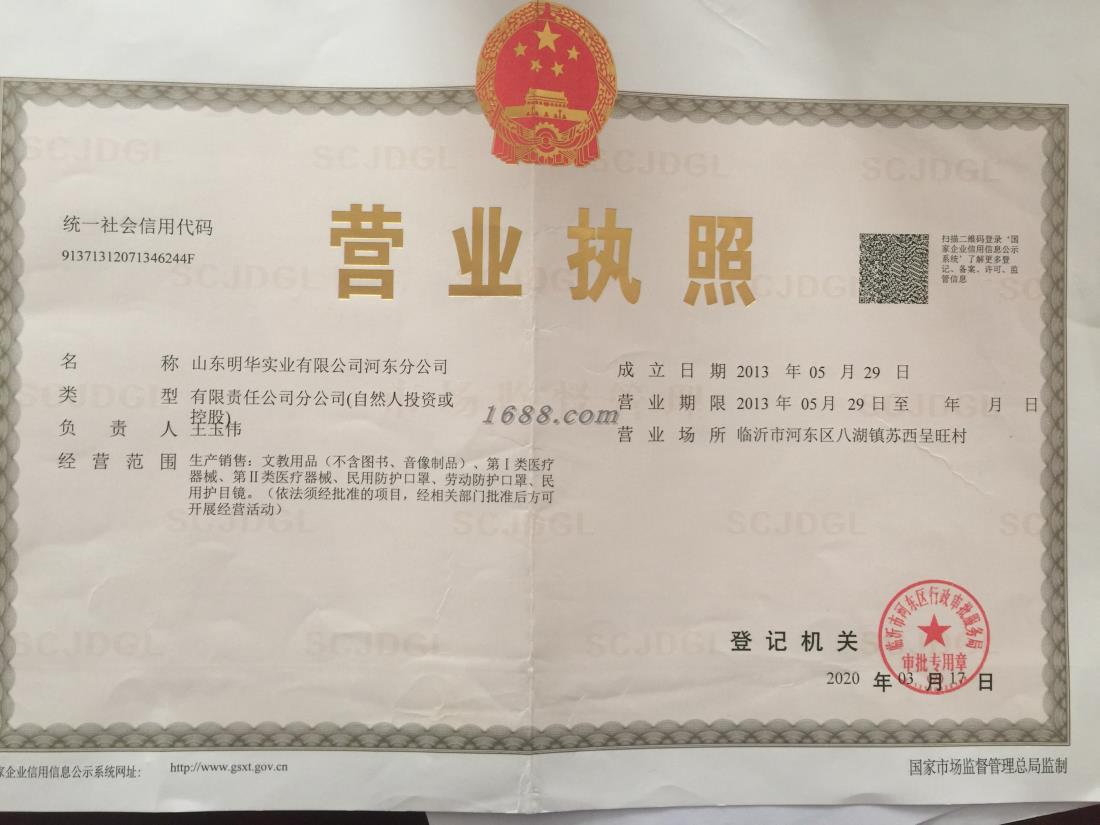 统一社会信用代码
91371312071346244F
营业执照
扫描二维码登录‘国
家企业信用信息公示
系统’了解更多登
记、备案、许可、监
管信息
名称 山东明华实业有限公司河东分公司
类型 有限责任公司分公司(自然人投资或
控股)
负责人 王玉伟
经营范围 生产销售：文教用品（不含图书、音像制品）、第Ⅰ类医疗
器械、第Ⅱ类医疗器械、民用防护口罩、劳动防护口罩、民
用护目镜。（依法须经批准的项目，经相关部门批准后方可
开展经营活动）
成立日期 2013 年 05 月 29 日
营业期限 2013 年 05 月 29 日至 年 月 日
营业场所 临沂市河东区八湖镇苏西呈旺村
1688.com
登记机关
临沂市河东区行政审批服务局
审批专用章
2020 年 03 月 17 日
家企业信用信息公示系统网址：
http://www.gsxt.gov.cn
国家市场监督管理总局监制
SCJDGL